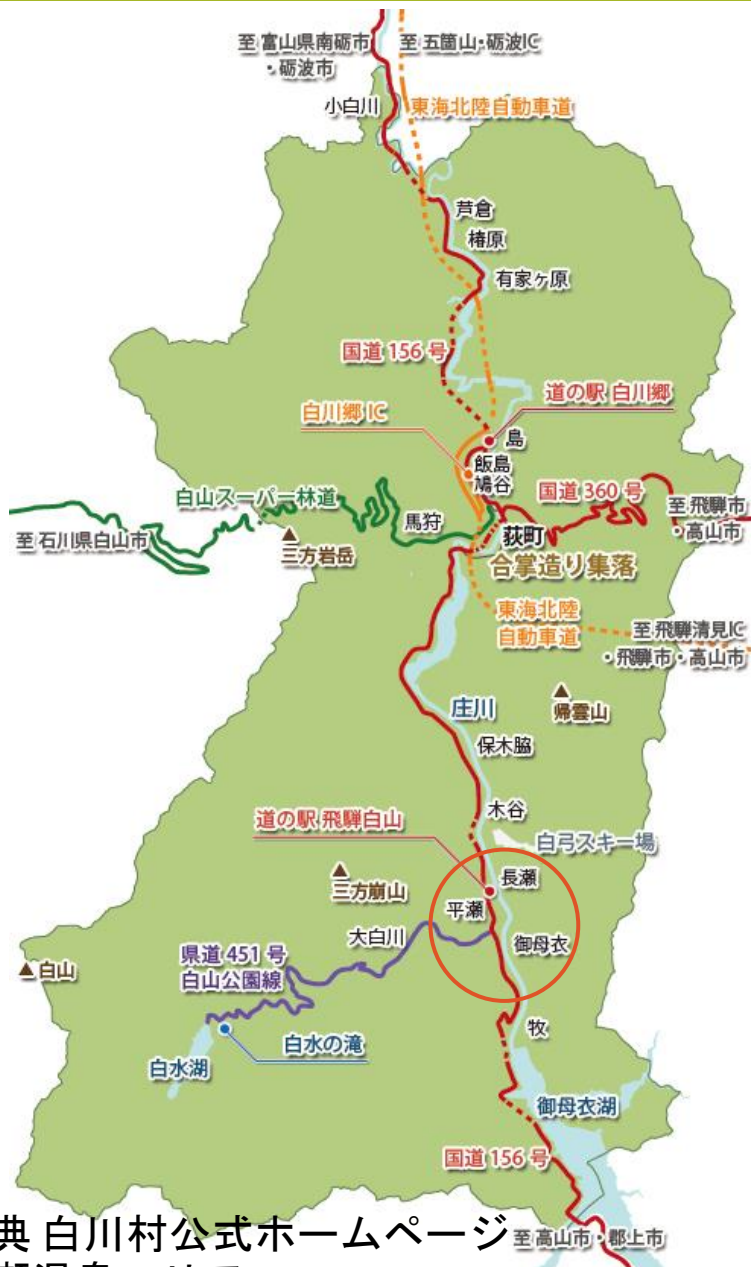 至 富山県南砺市
・砺波市
至 五箇山・砺波IC
小白川
東海北陸自動車道
芦倉
椿原
有家ヶ原
国道 156 号
道の駅 白川郷
白川郷 IC
島
飯島
鳩谷
国道 360 号
白山スーパー林道
至 飛騨市
・高山市
馬狩
至 石川県白山市
荻町
三方岩岳
合掌造り集落
東海北陸
自動車道
至 飛騨清見IC
・飛騨市・高山市
庄川
帰雲山
保木脇
木谷
道の駅 飛騨白山
白弓スキー場
長瀬
三方崩山
平瀬
大白川
御母衣
県道 451 号
白山公園線
白山
牧
白水の滝
白水湖
御母衣湖
国道 156 号
典 白川村公式ホームページ
至 高山市・郡上市